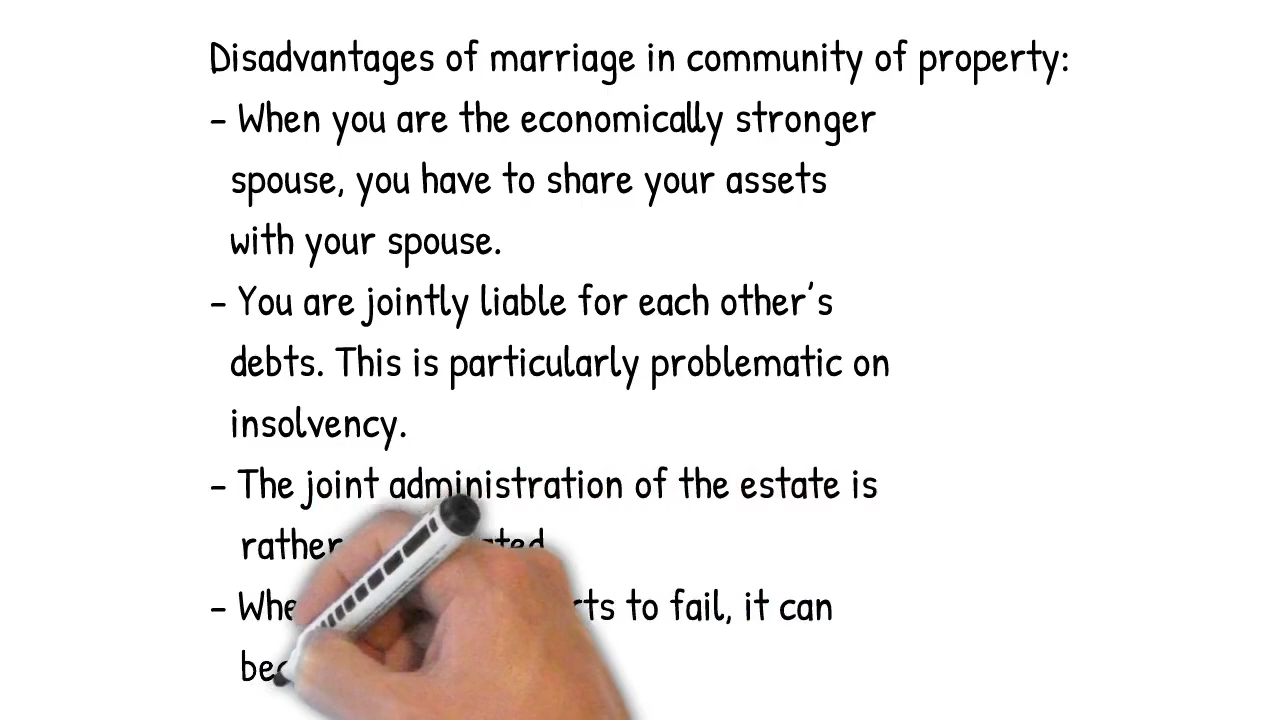 Disadvantages of marriage in community of property:
- When you are the economically stronger
spouse, you have to share your assets
with your spouse.
- You are jointly liable for each other's
debts. This is particularly problematic on
insolvency.
- The joint administration of the estate is
rather
- to fail, it can